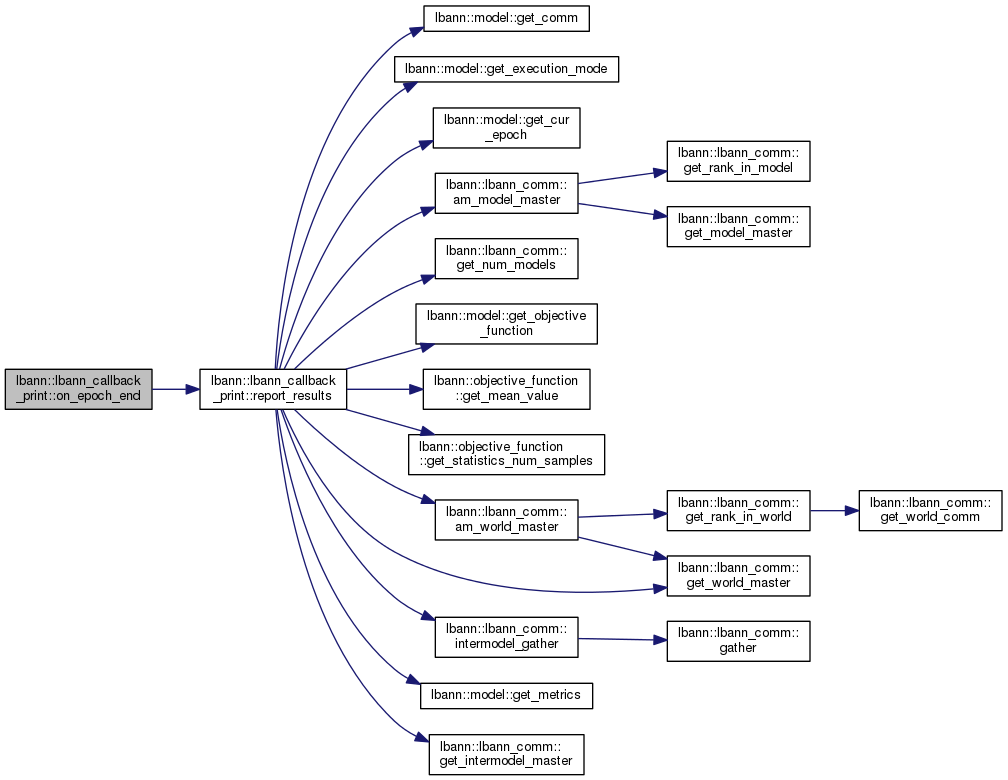 lbann::lbann_callback
_print::on_epoch_end
lbann::lbann_callback
_print::report_results
lbann::model::get_comm
lbann::model::get_execution_mode
lbann::model::get_cur
_epoch
lbann::lbann_comm::
am_model_master
lbann::lbann_comm::
get_rank_in_model
lbann::lbann_comm::
get_model_master
lbann::lbann_comm::
get_num_models
lbann::model::get_objective
_function
lbann::objective_function
::get_mean_value
lbann::objective_function
::get_statistics_num_samples
lbann::lbann_comm::
am_world_master
lbann::lbann_comm::
get_rank_in_world
lbann::lbann_comm::
get_world_comm
lbann::lbann_comm::
get_world_master
lbann::lbann_comm::
intermodel_gather
lbann::lbann_comm::
gather
lbann::model::get_metrics
lbann::lbann_comm::
get_intermodel_master